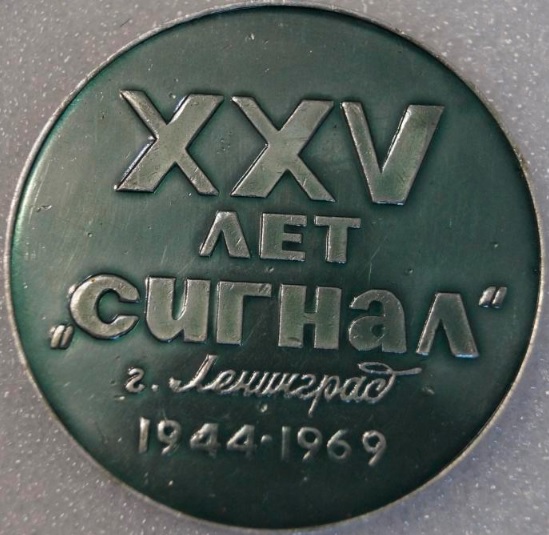 XXV
ЛЕТ
„СИГНАЛ“
г. Ленинград
1944-1969